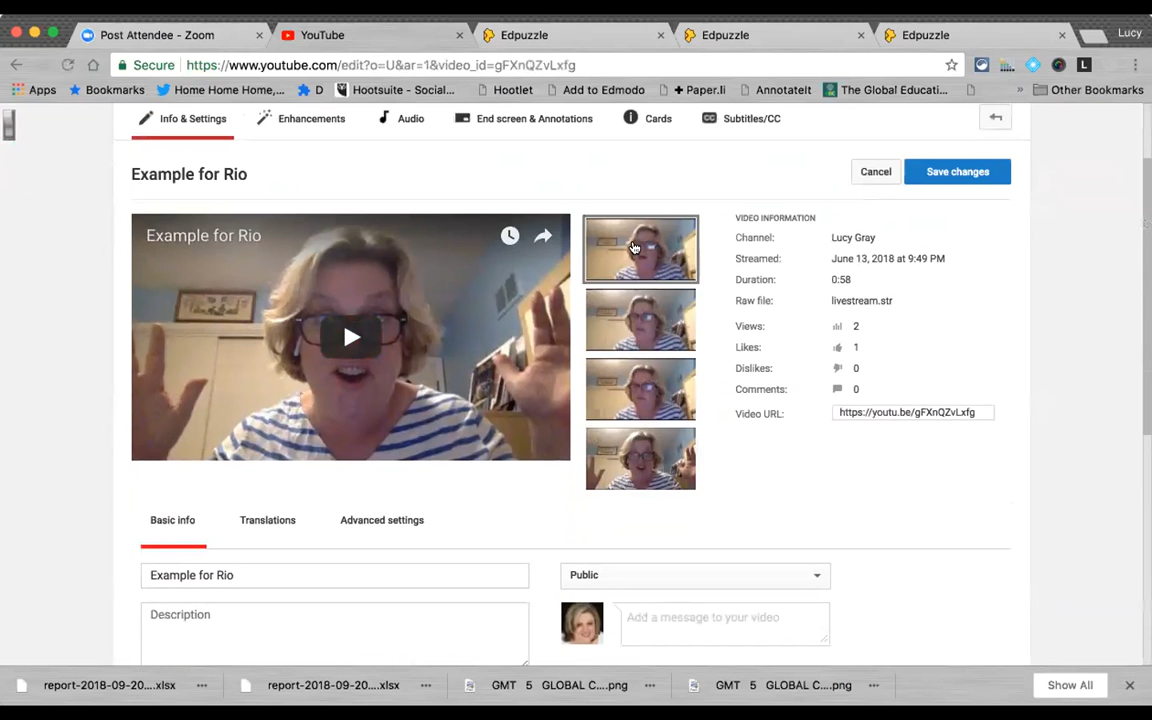 Post Attendee - Zoom
YouTube
Edpuzzle
Edpuzzle
Edpuzzle
Lucy
Secure
https://www.youtube.com/edit?o=U&ar=1&video_id=gFXnQZvLxfg
Apps
Bookmarks
Home Home Home,...
D
Hootsuite - Social...
Hootlet
Add to Edmodo
+ Paper.li
AnnotateIt
The Global Educati...
»
Other Bookmarks
Info & Settings
Enhancements
Audio
End screen & Annotations
Cards
CC Subtitles/CC
Example for Rio
Cancel
Save changes
Example for Rio
VIDEO INFORMATION
Channel: Lucy Gray
Streamed: June 13, 2018 at 9:49 PM
Duration: 0:58
Raw file: livestream.str
Views: 2
Likes: 1
Dislikes: 0
Comments: 0
Video URL: https://youtu.be/gFXnQZvLxfg
Basic info
Translations
Advanced settings
Example for Rio
Public
Description
Add a message to your video
report-2018-09-20....xlsx
report-2018-09-20....xlsx
GMT 5 GLOBAL C....png
GMT 5 GLOBAL C....png
Show All